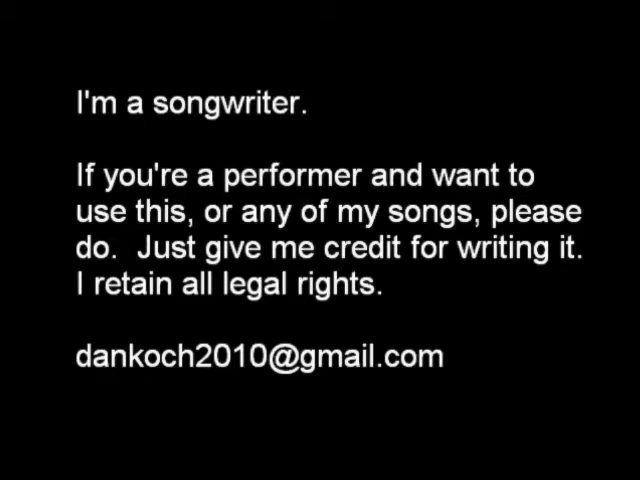 I'm a songwriter.
If you're a performer and want to
use this, or any of my songs, please
do.  Just give me credit for writing it.
I retain all legal rights.
dankoch2010@gmail.com